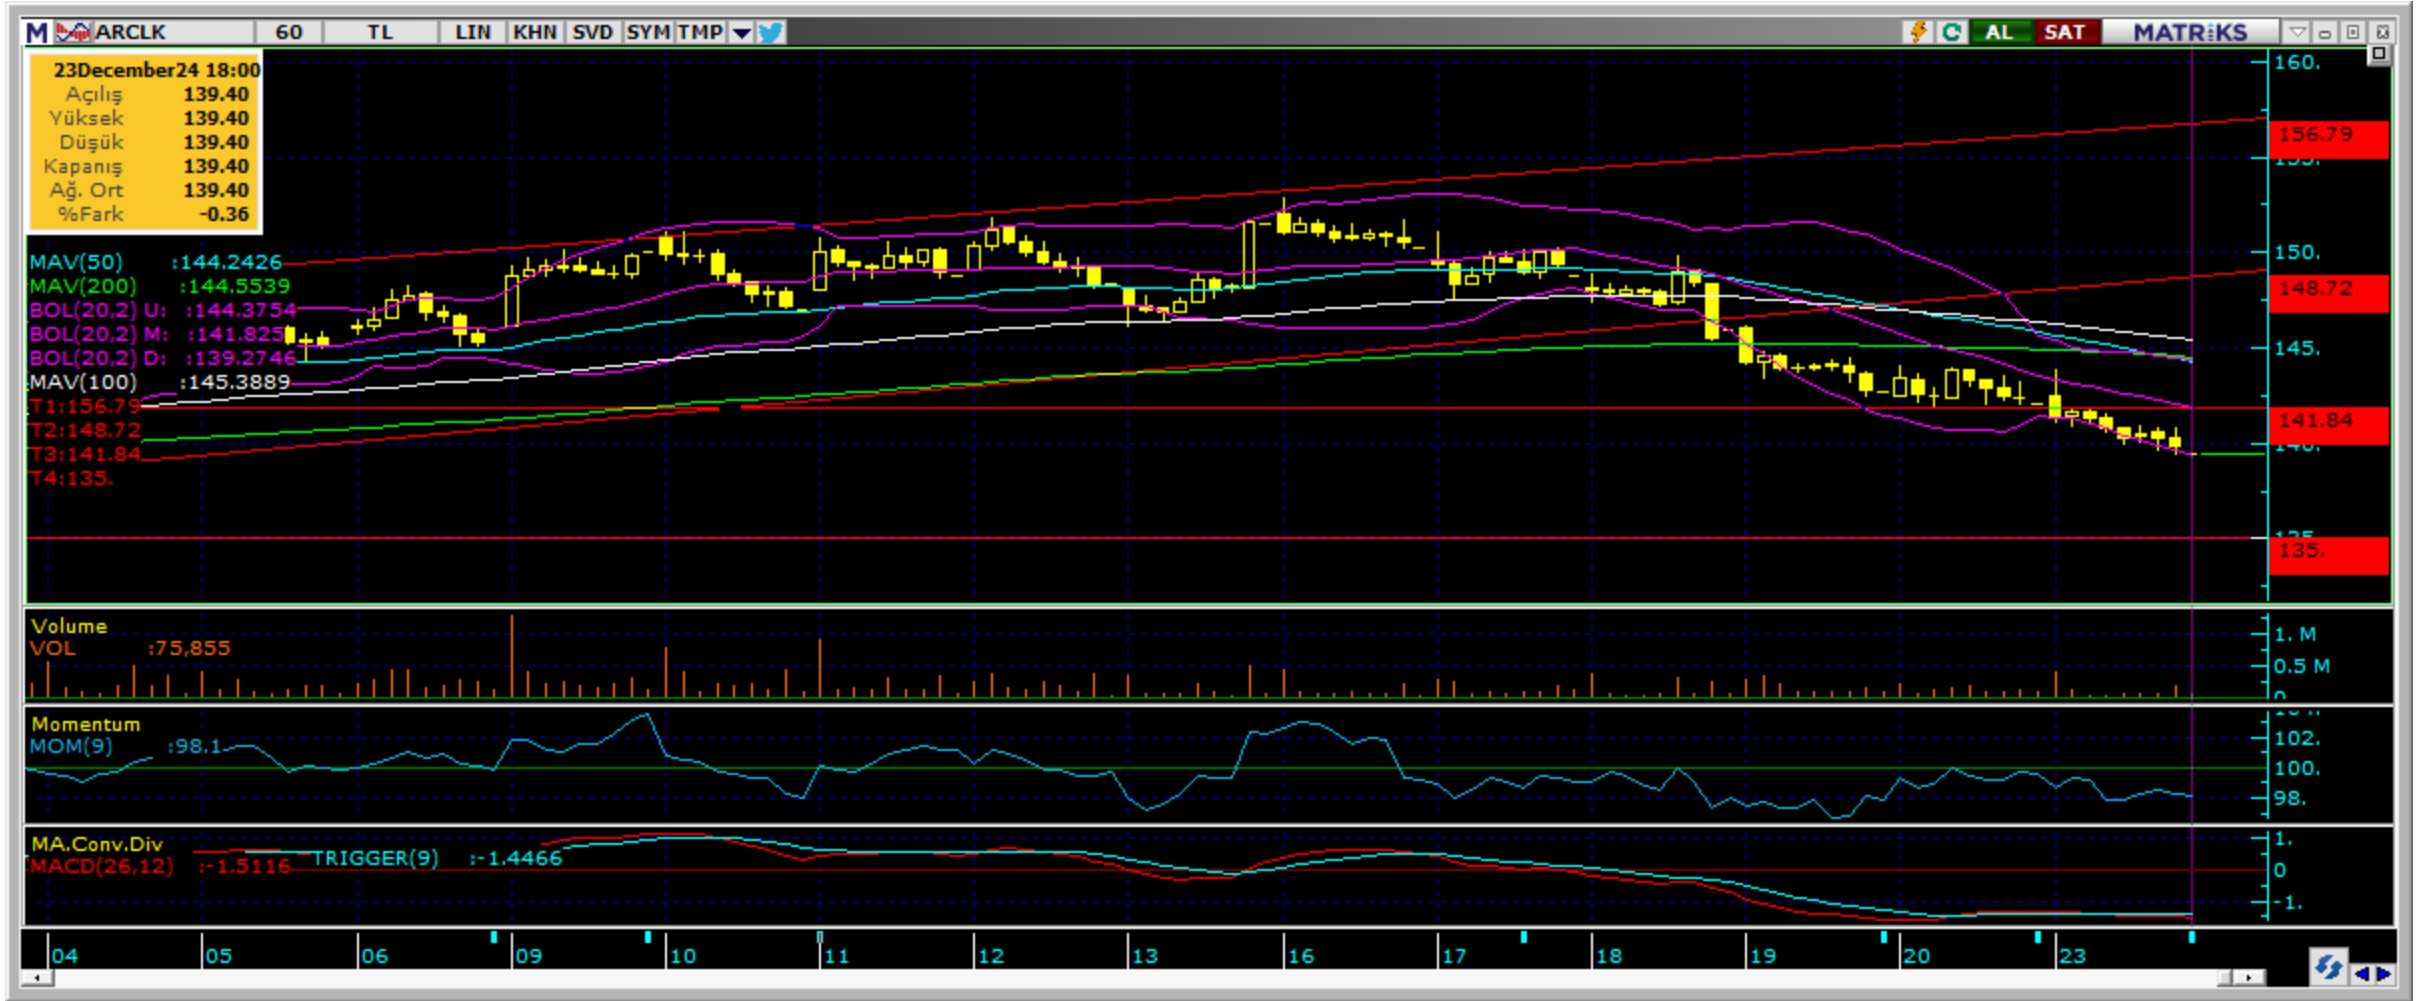 M ARCLK 60 TL LIN KHN SVD SYM TMP AL SAT MATRiKS
23December24 18:00
Açılış 139.40
Yüksek 139.40
Düşük 139.40
Kapanış 139.40
Ağ. Ort 139.40
%Fark -0.36
MAV(50) :144.2426
MAV(200) :144.5539
BOL(20,2) U: :144.3754
BOL(20,2) M: :141.825
BOL(20,2) D: :139.2746
MAV(100) :145.3889
T1:156.79
T2:148.72
T3:141.84
T4:135.
160.
156.79
155.
150.
148.72
145.
141.84
140.
135.
135.
Volume
VOL :75,855
1. M
0.5 M
0
Momentum
MOM(9) :98.1
104.
102.
100.
98.
MA.Conv.Div
MACD(26,12) :-1.5116 TRIGGER(9) :-1.4466
1.
0
-1.
04 05 06 09 10 11 12 13 16 17 18 19 20 23